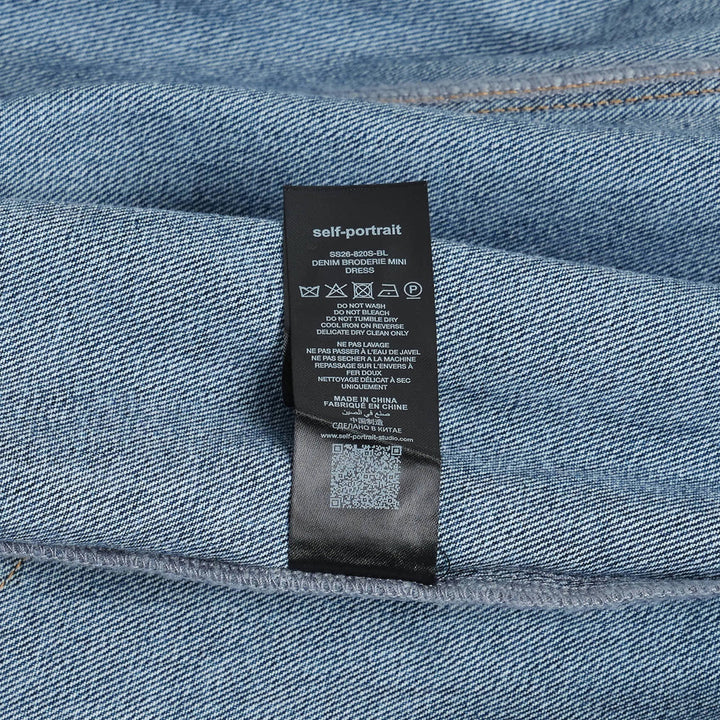 self-portrait
SS26-820S-BL
DENIM BRODERIE MINI
DRESS
DO NOT WASH
DO NOT BLEACH
DO NOT TUMBLE DRY
COOL IRON ON REVERSE
DELICATE DRY CLEAN ONLY
NE PAS LAVAGE
NE PAS PASSER À L'EAU DE JAVEL
NE PAS SECHER A LA MACHINE
REPASSAGE SUR L'ENVERS À
FER DOUX
NETTOYAGE DÉLICAT À SEC
UNIQUEMENT
MADE IN CHINA
FABRIQUÉ EN CHINE
صنع في الصين
中国制造
СДЕЛАНО В КИТАЕ
www.self-portrait-studio.com